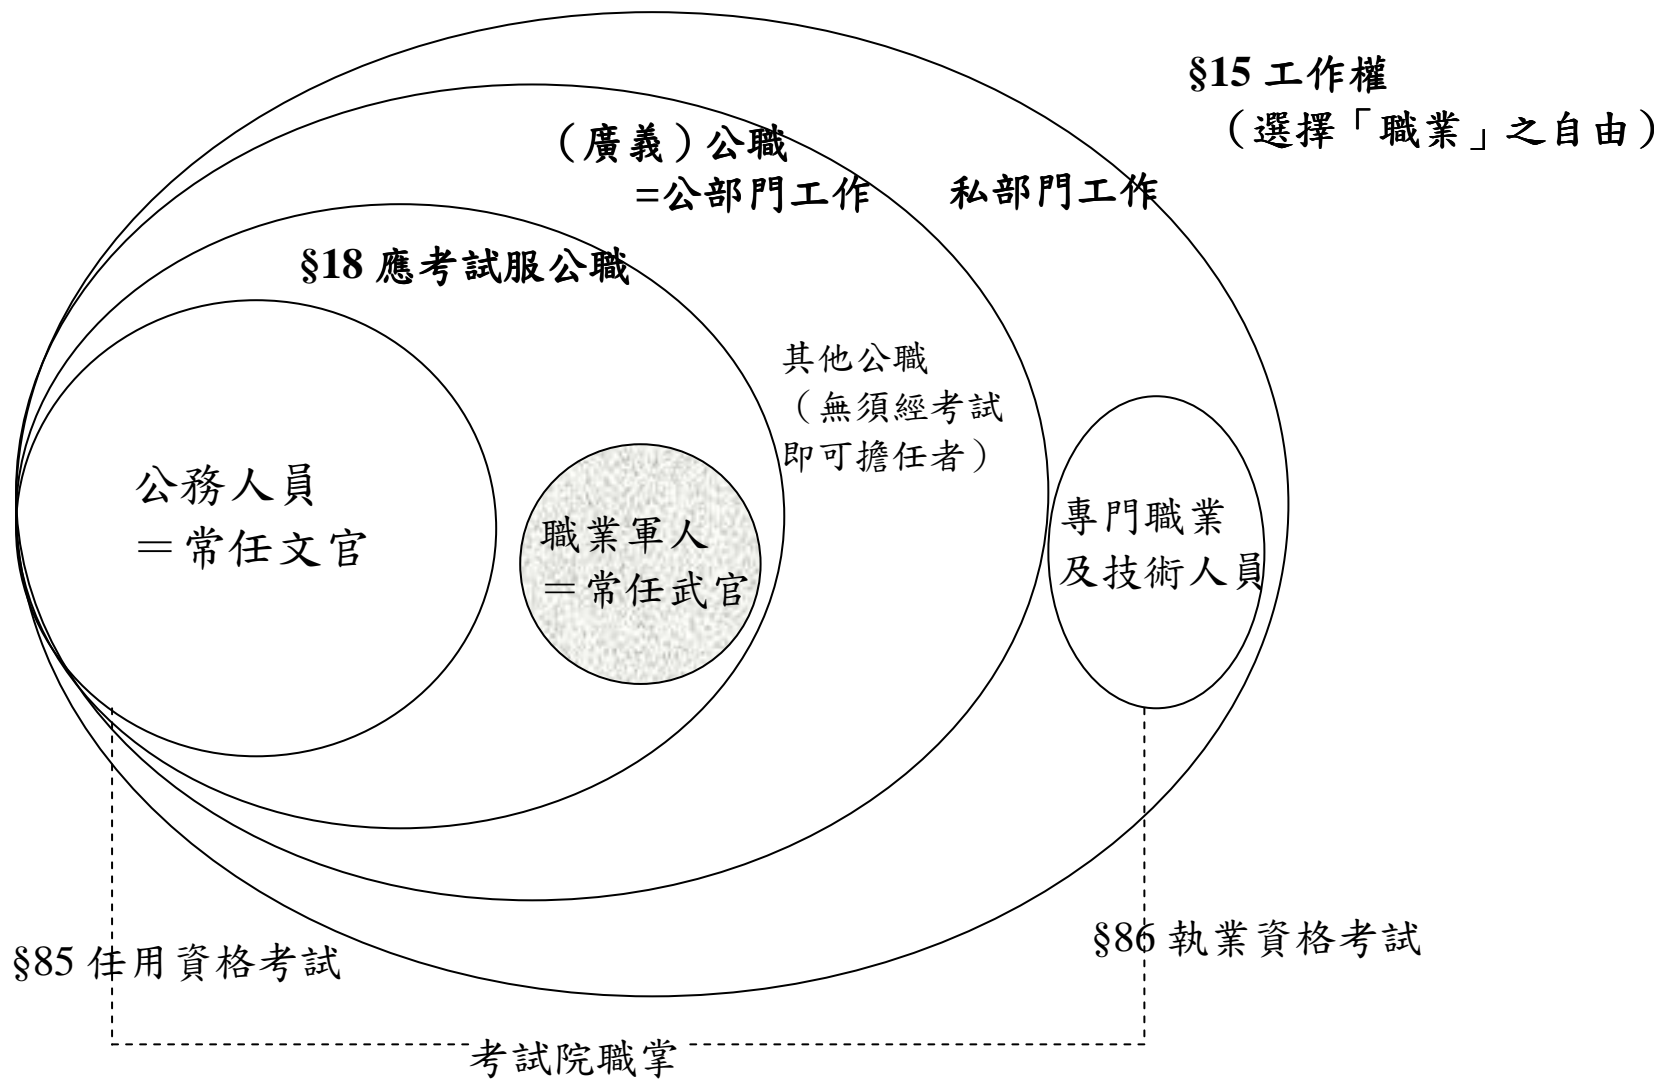 §15 工作權
（選擇「職業」之自由）
（廣義）公職
=公部門工作
私部門工作
§18 應考試服公職
其他公職
（無須經考試
即可擔任者）
公務人員
＝常任文官
職業軍人
＝常任武官
專門職業
及技術人員
§85 任用資格考試
§86 執業資格考試
考試院職掌